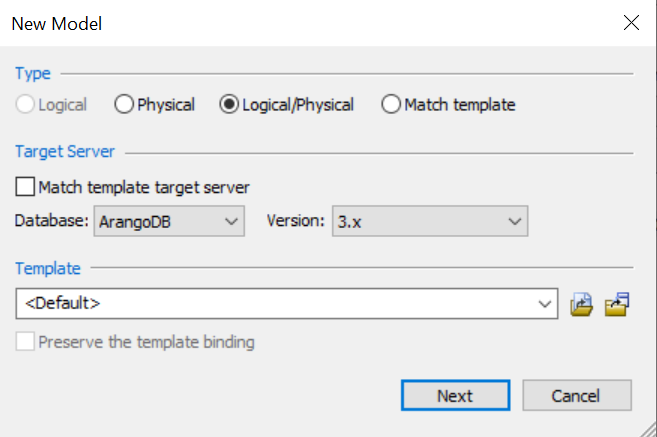 New Model
Type
Logical Physical Logical/Physical Match template
Target Server
Match template target server
Database: ArangoDB Version: 3.x
Template
<Default>
Preserve the template binding
Next Cancel